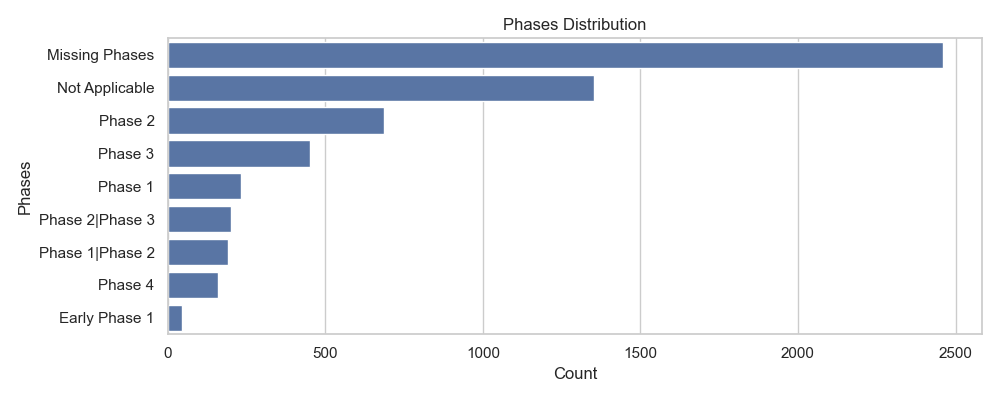 Phases Distribution
Missing Phases
Not Applicable
Phase 2
Phase 3
Phase 1
Phase 2|Phase 3
Phase 1|Phase 2
Phase 4
Early Phase 1
Phases
0 500 1000 1500 2000 2500
Count